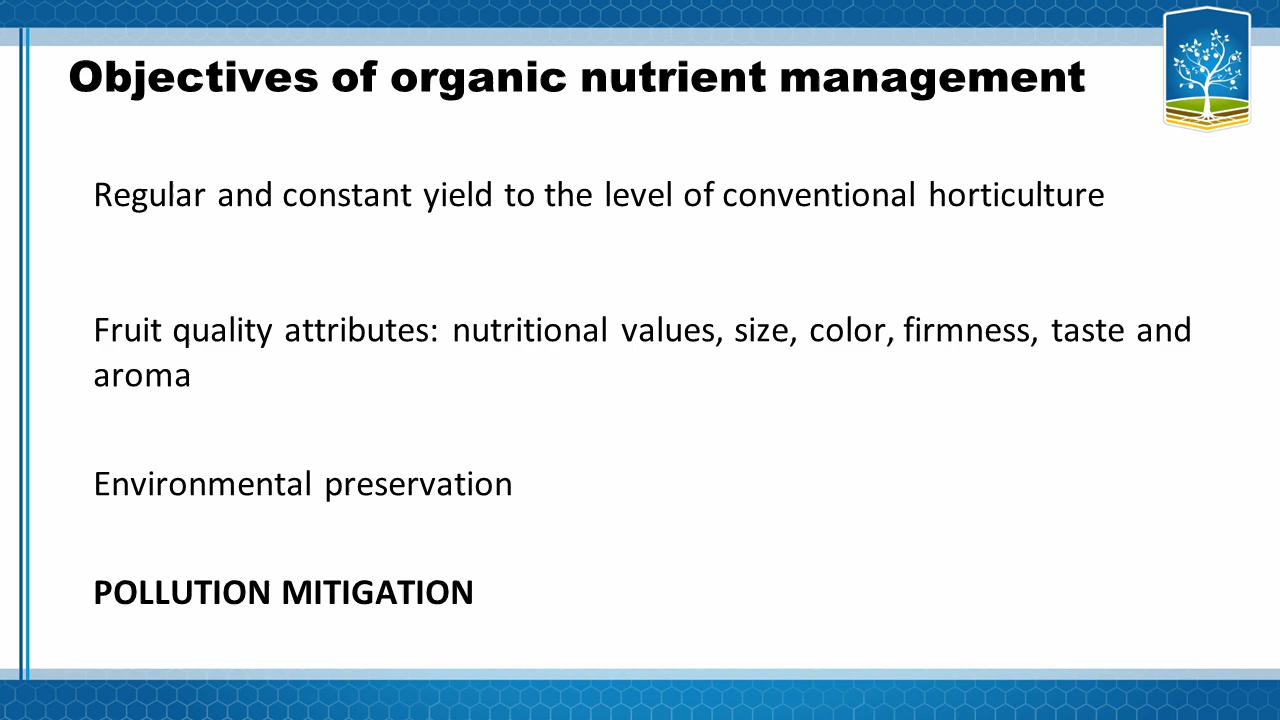 Objectives of organic nutrient management
Regular and constant yield to the level of conventional horticulture
Fruit quality attributes: nutritional values, size, color, firmness, taste and
aroma
Environmental preservation
POLLUTION MITIGATION